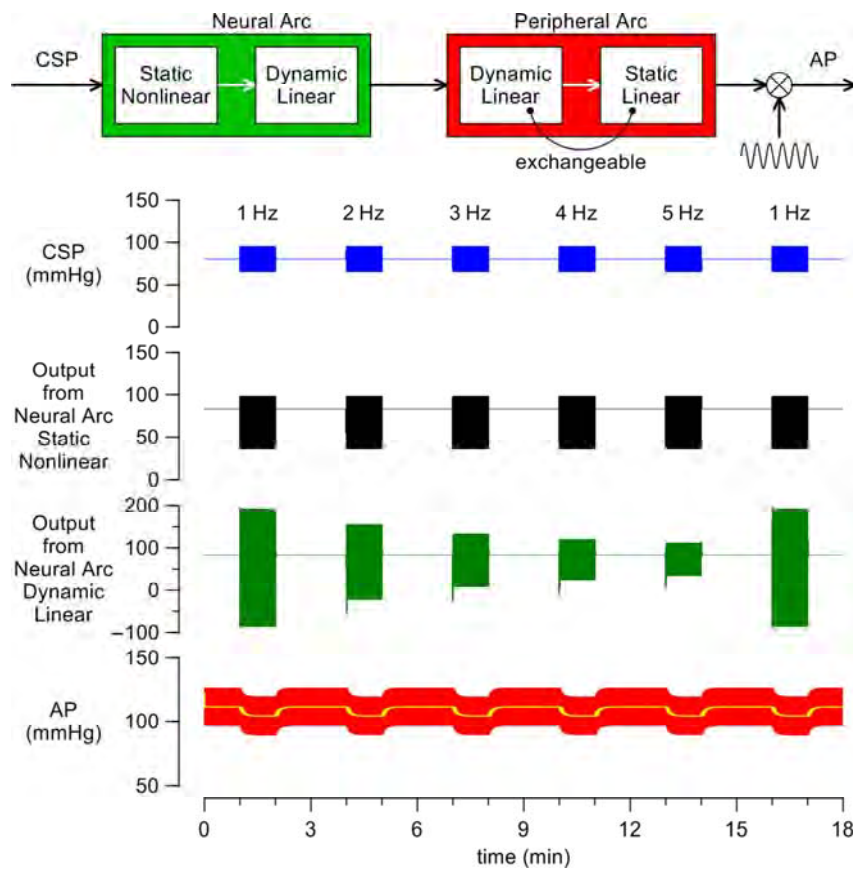 Neural Arc
Peripheral Arc
CSP
Static
Nonlinear
Dynamic
Linear
Dynamic
Linear
Static
Linear
AP
exchangeable
150
100
50
0
CSP
(mmHg)
1 Hz 2 Hz 3 Hz 4 Hz 5 Hz 1 Hz
150
100
50
0
Output
from
Neural Arc
Static
Nonlinear
200
100
0
−100
Output
from
Neural Arc
Dynamic
Linear
150
100
50
AP
(mmHg)
0 3 6 9 12 15 18
time (min)